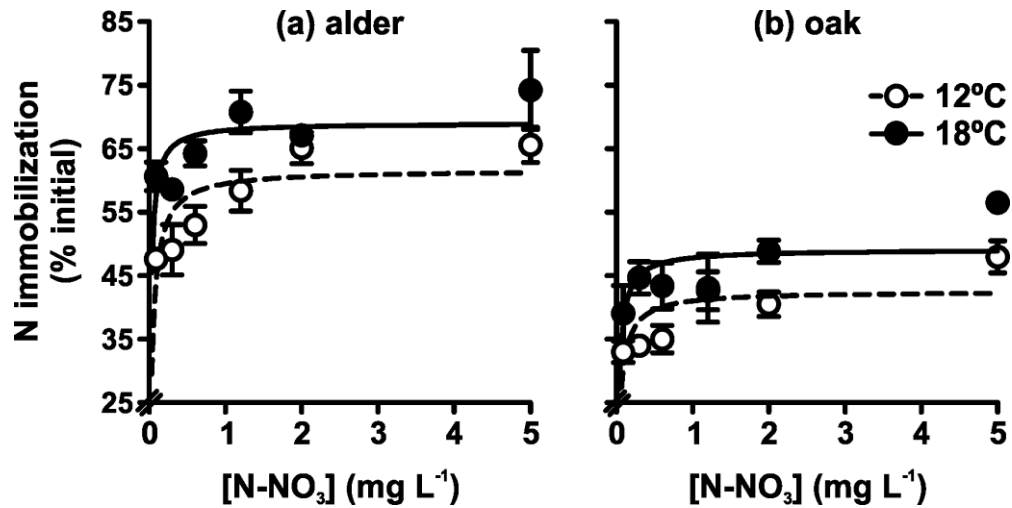 (a) alder
(b) oak
N immobilization
(% initial)
85
75
65
55
45
35
25
0 1 2 3 4 5
0 1 2 3 4 5
12ºC
18ºC
[N-NO₃] (mg L⁻¹)
[N-NO₃] (mg L⁻¹)